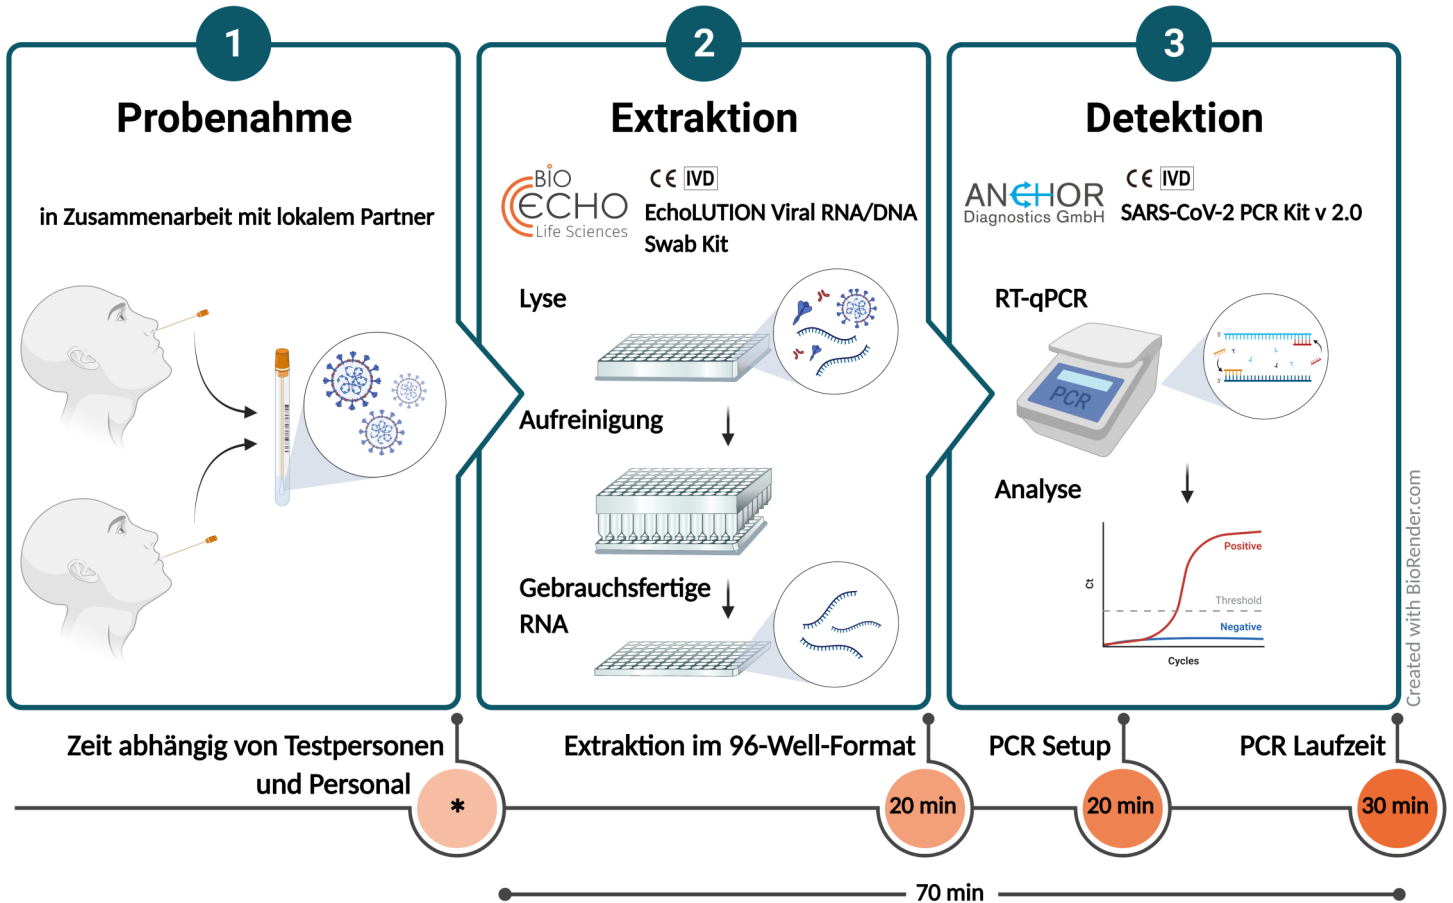 1
Probenahme
in Zusammenarbeit mit lokalem Partner
2
Extraktion
BIO
ECHO
Life Sciences
CE IVD
EchoLUTION Viral RNA/DNA
Swab Kit
Lyse
Aufreinigung
Gebrauchsfertige
RNA
3
Detektion
ANCHOR
Diagnostics GmbH
CE IVD
SARS-CoV-2 PCR Kit v 2.0
RT-qPCR
5'
3'
PCR
Analyse
Ct
Positive
Threshold
Negative
Cycles
Created with BioRender.com
Zeit abhängig von Testpersonen
und Personal
*
Extraktion im 96-Well-Format
20 min
PCR Setup
20 min
PCR Laufzeit
30 min
70 min